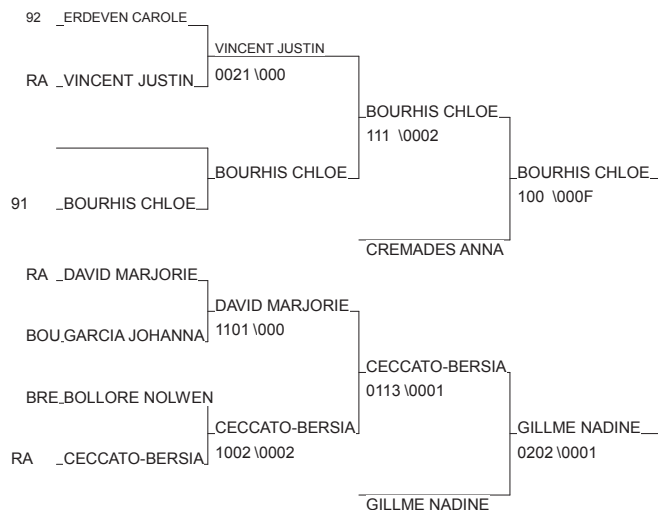 92 ERDEVEN CAROLE
VINCENT JUSTIN
RA VINCENT JUSTIN
0021 \000
BOURHIS CHLOE
111 \0002
BOURHIS CHLOE
BOURHIS CHLOE
100 \000F
91 BOURHIS CHLOE
CREMADES ANNA
RA DAVID MARJORIE
DAVID MARJORIE
1101 \000
BOU GARCIA JOHANNA
CECCATO-BERSIA
0113 \0001
BRE BOLLORE NOLWEN
CECCATO-BERSIA
1002 \0002
GILLME NADINE
0202 \0001
RA CECCATO-BERSIA
GILLME NADINE